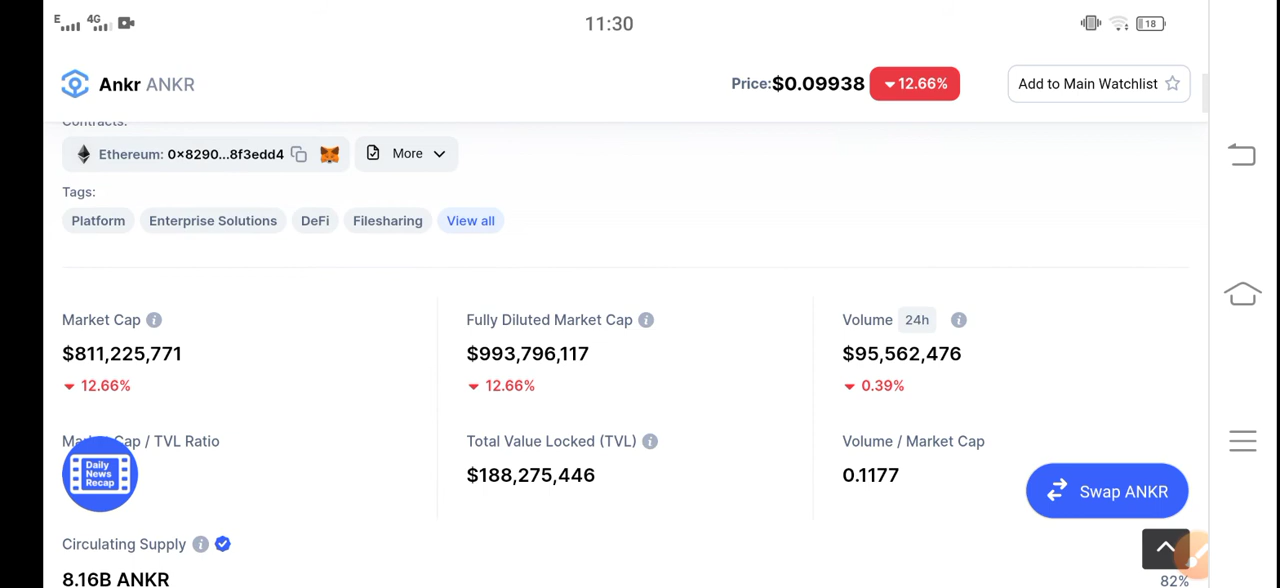 E 4G 11:30 18
Ankr ANKR Price:$0.09938 12.66% Add to Main Watchlist
Contracts:
Ethereum: 0x8290...8f3edd4 More
Tags:
Platform Enterprise Solutions DeFi Filesharing View all
Market Cap Fully Diluted Market Cap Volume 24h
$811,225,771 $993,796,117 $95,562,476
12.66% 12.66% 0.39%
Cap / TVL Ratio Total Value Locked (TVL) Volume / Market Cap
Daily
News
Recap
$188,275,446 0.1177
Swap ANKR
Circulating Supply
8.16B ANKR
82%